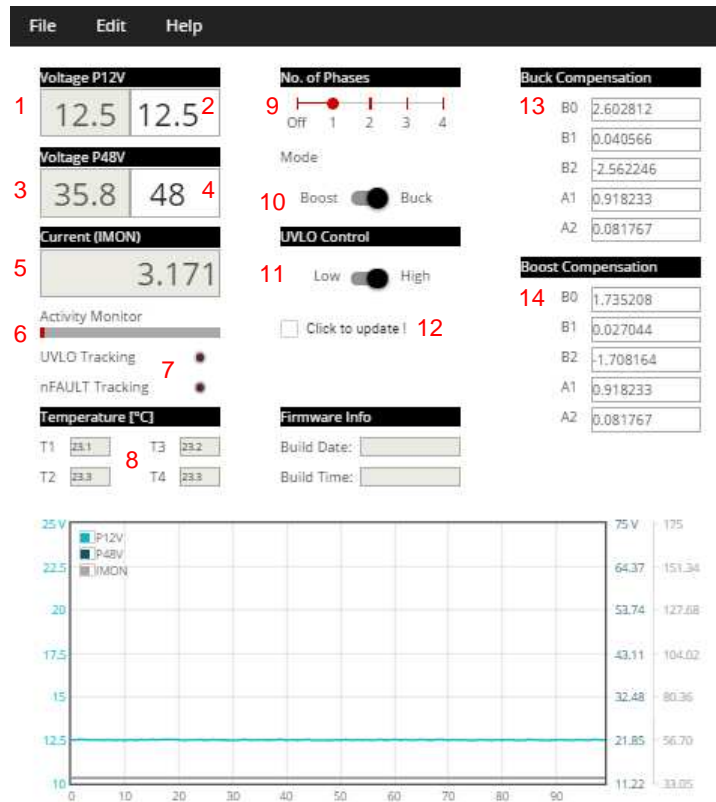 File Edit Help
Voltage P12V
1 12.5 12.5 2
Voltage P48V
3 35.8 48 4
Current (IMON)
5 3.171
Activity Monitor
6
UVLO Tracking
7
nFAULT Tracking
Temperature [°C]
T1 23.1 T3 23.2
8
T2 23.3 T4 23.3
No. of Phases
9
Off 1 2 3 4
Mode
10 Boost Buck
UVLO Control
11 Low High
Click to update ! 12
Firmware Info
Build Date:
Build Time:
Buck Compensation
13 B0 2.602812
B1 0.040566
B2 -2.562246
A1 0.918233
A2 0.081767
Boost Compensation
14 B0 1.735208
B1 0.027044
B2 -1.708164
A1 0.918233
A2 0.081767
25 V 75 V 175
P12V
P48V
IMON
22.5 64.37 151.34
20 53.74 127.68
17.5 43.11 104.02
15 32.48 80.36
12.5 21.85 56.70
10 11.22 33.05
0 10 20 30 40 50 60 70 80 90